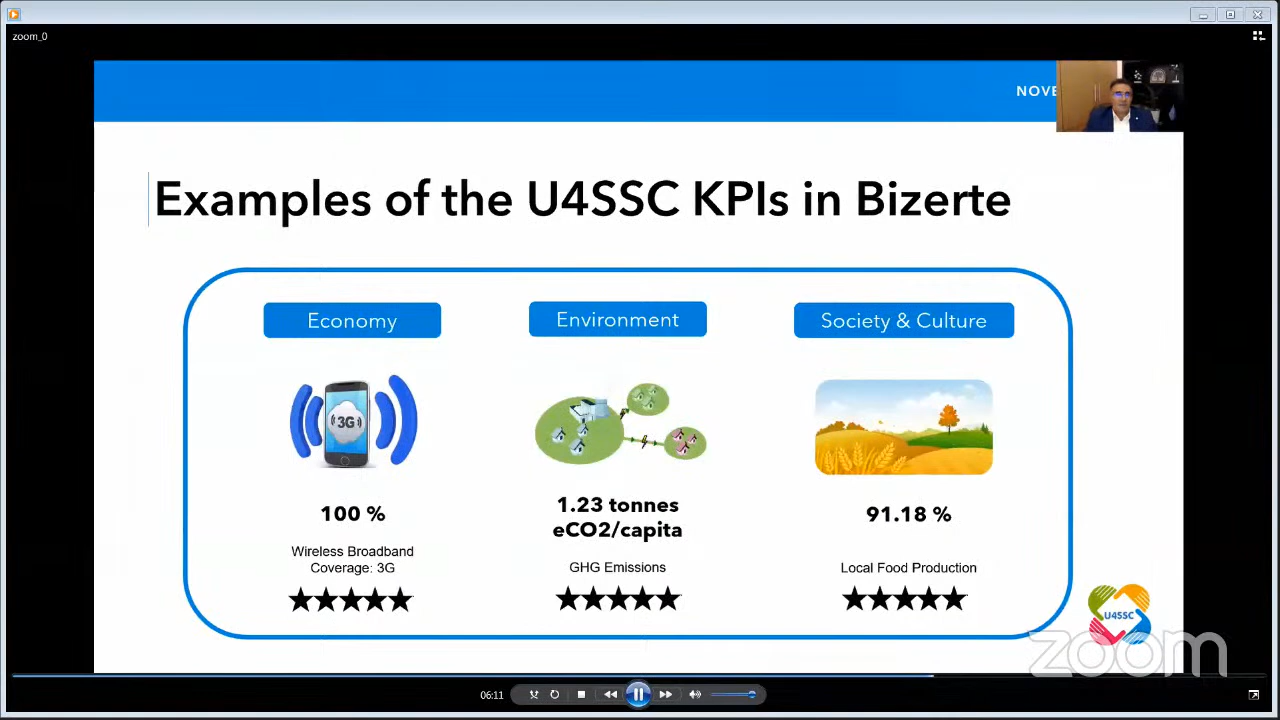 zoom_0
NOVE
Examples of the U4SSC KPIs in Bizerte
Economy
Environment
Society & Culture
3G
100 %
1.23 tonnes
eCO2/capita
91.18 %
Wireless Broadband
Coverage: 3G
GHG Emissions
Local Food Production
U4SSC
zoom
06:11